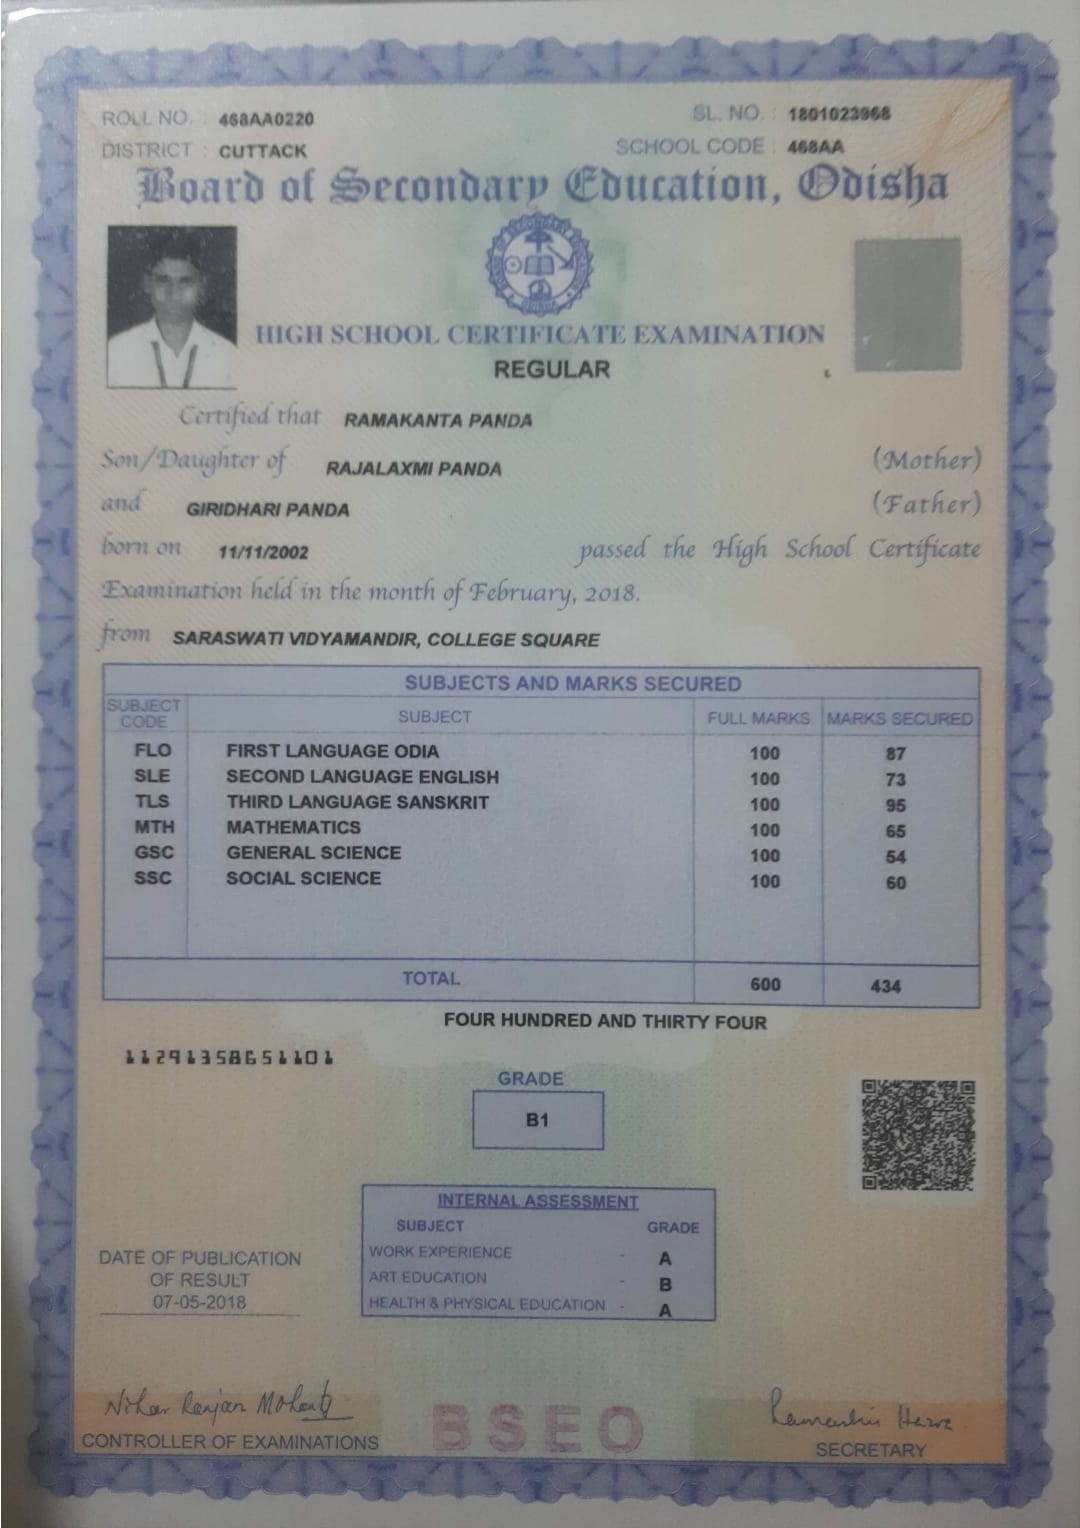 ROLL NO. : 468AA0220
SL. NO. : 1801023968
DISTRICT : CUTTACK
SCHOOL CODE : 468AA
Board of Secondary Education, Odisha
HIGH SCHOOL CERTIFICATE EXAMINATION
REGULAR
Certified that RAMAKANTA PANDA
Son/Daughter of RAJALAXMI PANDA (Mother)
and GIRIDHARI PANDA (Father)
born on 11/11/2002 passed the High School Certificate
Examination held in the month of February, 2018.
from SARASWATI VIDYAMANDIR, COLLEGE SQUARE
SUBJECTS AND MARKS SECURED
SUBJECT CODE SUBJECT FULL MARKS MARKS SECURED
FLO FIRST LANGUAGE ODIA 100 87
SLE SECOND LANGUAGE ENGLISH 100 73
TLS THIRD LANGUAGE SANSKRIT 100 95
MTH MATHEMATICS 100 65
GSC GENERAL SCIENCE 100 54
SSC SOCIAL SCIENCE 100 60
TOTAL 600 434
FOUR HUNDRED AND THIRTY FOUR
11291358651101
GRADE
B1
INTERNAL ASSESSMENT
SUBJECT GRADE
WORK EXPERIENCE - A
ART EDUCATION - B
HEALTH & PHYSICAL EDUCATION - A
DATE OF PUBLICATION
OF RESULT
07-05-2018
Nihar Ranjan Mohanty
CONTROLLER OF EXAMINATIONS
BSEO
SECRETARY